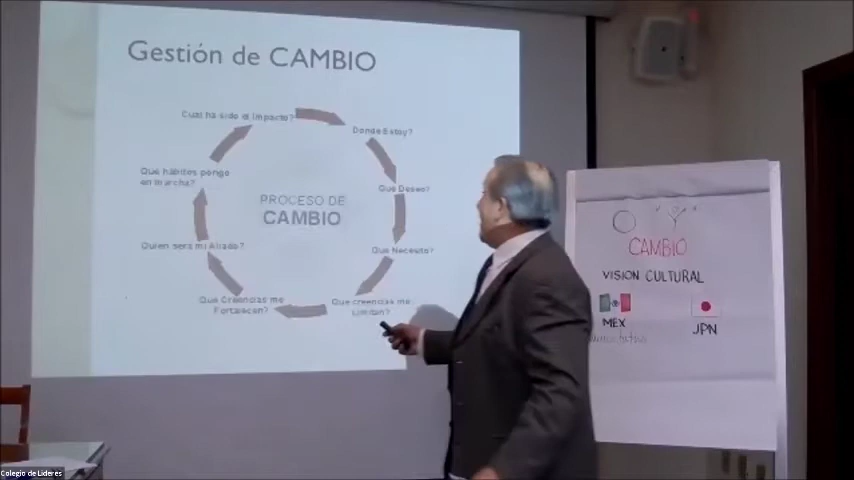 Gestión de CAMBIO
Cual ha sido el Impacto?
Donde Estoy?
Que Deseo?
Que Necesito?
Que creencias me
Limitan?
Que Creencias me
Fortalecen?
Quien sera mi Aliado?
Que hábitos pongo
en marcha?
PROCESO DE
CAMBIO
CAMBIO
VISION CULTURAL
MEX
JPN
Colegio de Lideres